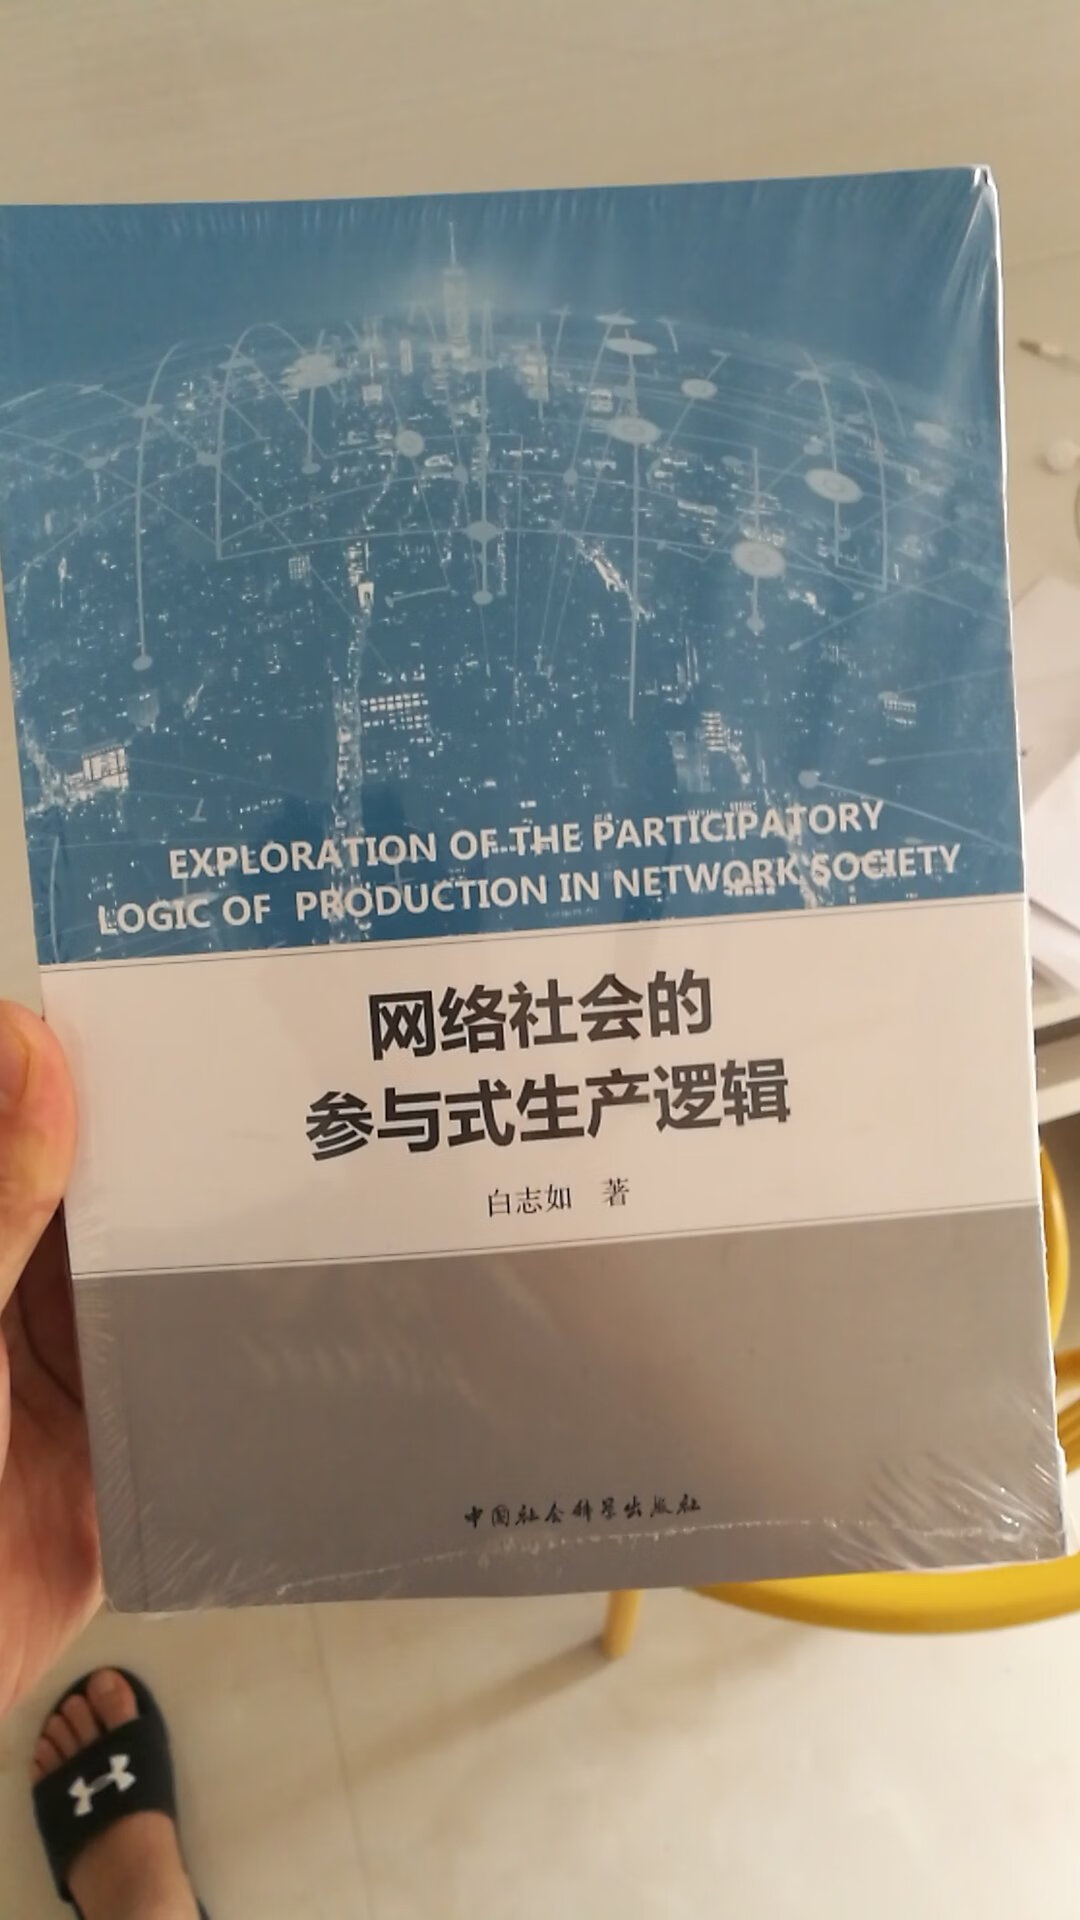 EXPLORATION OF THE PARTICIPATORY
LOGIC OF PRODUCTION IN NETWORK SOCIETY
网络社会的
参与式生产逻辑
白志如 著
中国社会科学出版社